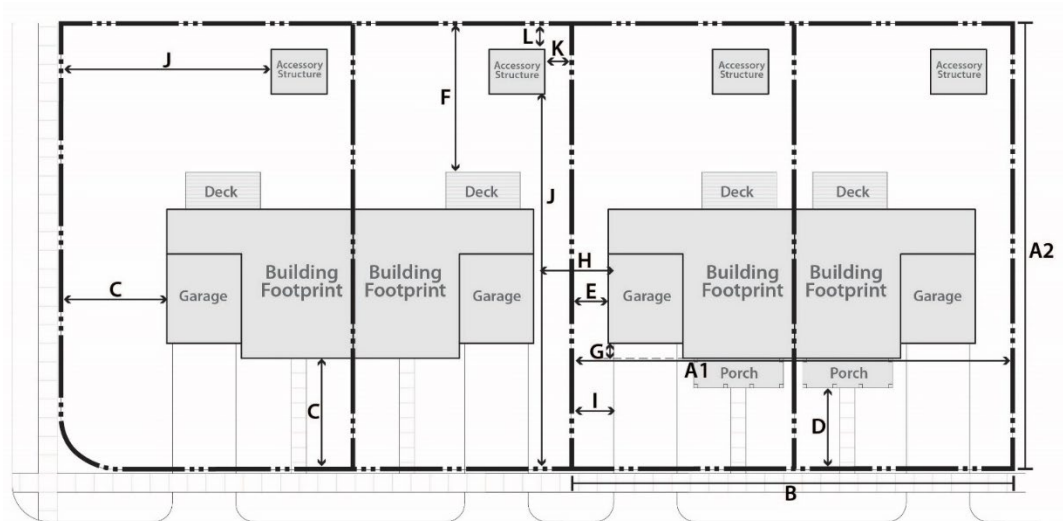 L
J
K
Accessory
Structure
Accessory
Structure
Accessory
Structure
Accessory
Structure
F
Deck
Deck
J
Deck
Deck
A2
H
C
Garage
Building
Footprint
Building
Footprint
Garage
E
Garage
Building
Footprint
Building
Footprint
Garage
G
A1
Porch
Porch
C
I
D
B